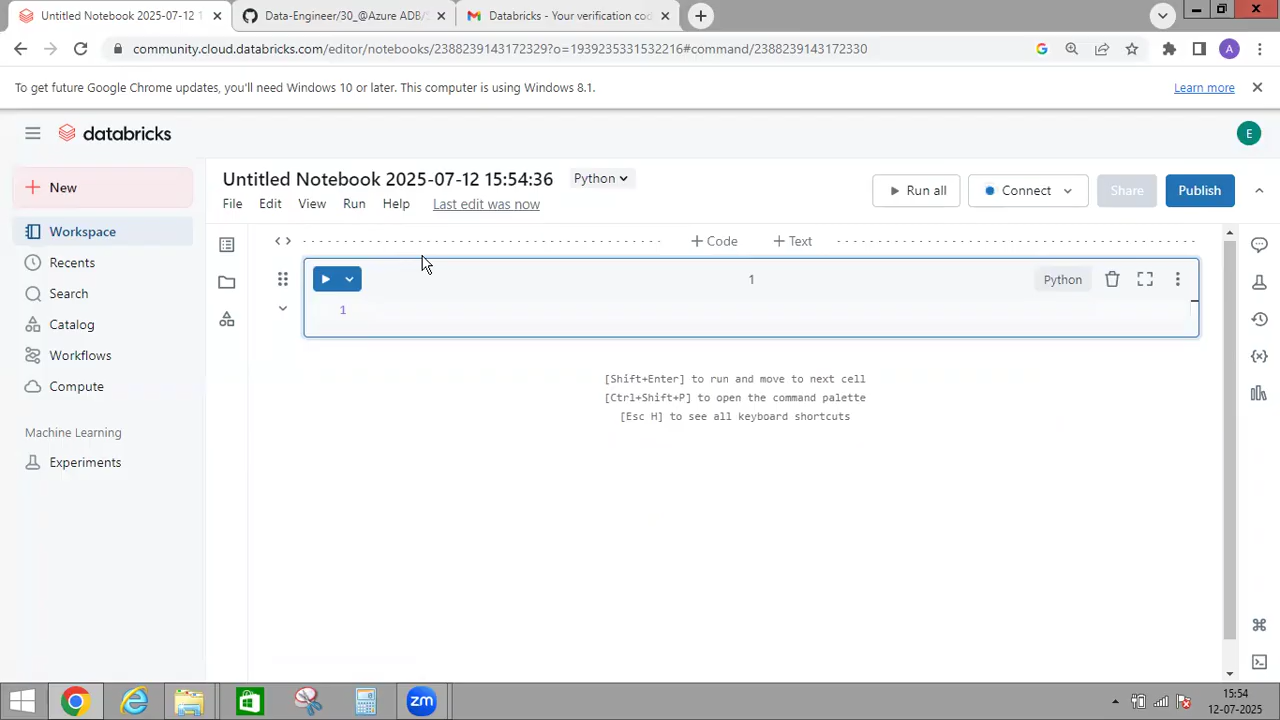 Untitled Notebook 2025-07-12 1
Data-Engineer/30_@Azure ADB/
Databricks - Your verification cod
community.cloud.databricks.com/editor/notebooks/2388239143172329?o=1939235331532216#command/2388239143172330
A
To get future Google Chrome updates, you'll need Windows 10 or later. This computer is using Windows 8.1.
Learn more
databricks
E
New
Untitled Notebook 2025-07-12 15:54:36
Python
Run all
Connect
Share
Publish
File Edit View Run Help Last edit was now
Workspace
Recents
Search
Catalog
Workflows
Compute
Machine Learning
Experiments
+ Code
+ Text
1
Python
1
[Shift+Enter] to run and move to next cell
[Ctrl+Shift+P] to open the command palette
[Esc H] to see all keyboard shortcuts
zm
15:54
12-07-2025